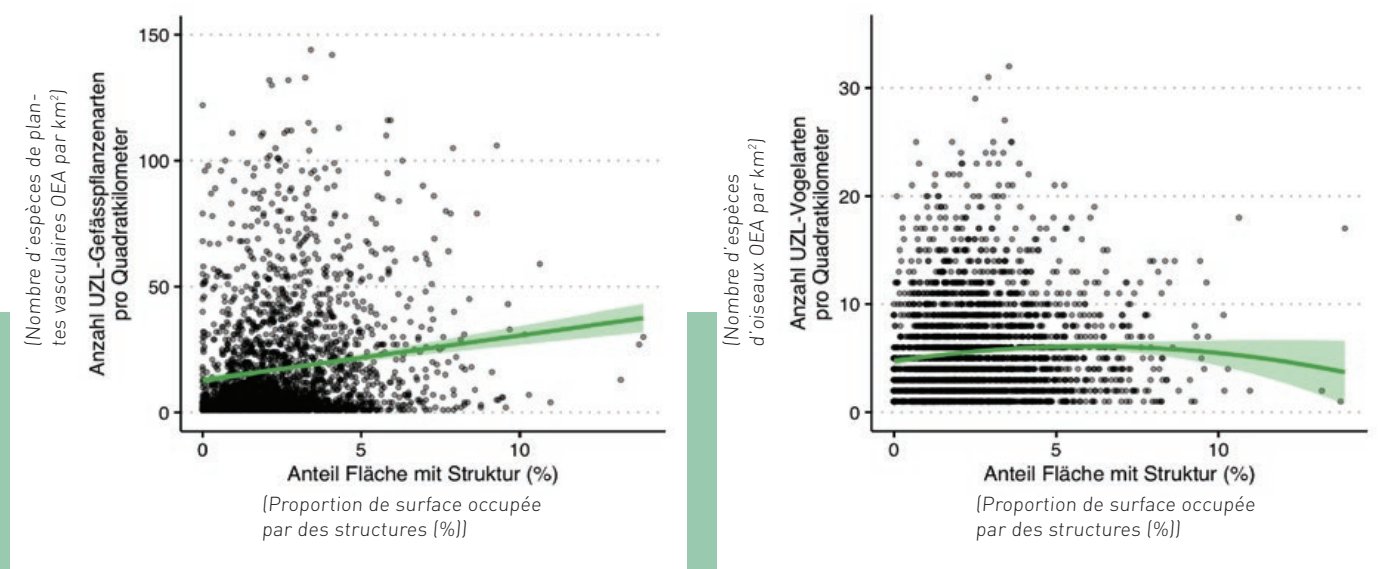 (Nombre d'espèces de plan-
tes vasculaires OEA par km²)
Anzahl UZL-Gefässpflanzenarten
pro Quadratkilometer
150
100
50
0
0
5
10
Anteil Fläche mit Struktur (%)
(Proportion de surface occupée
par des structures (%))
(Nombre d'espèces
d'oiseaux OEA par km²)
Anzahl UZL-Vogelarten
pro Quadratkilometer
30
20
10
0
0
5
10
Anteil Fläche mit Struktur (%)
(Proportion de surface occupée
par des structures (%))